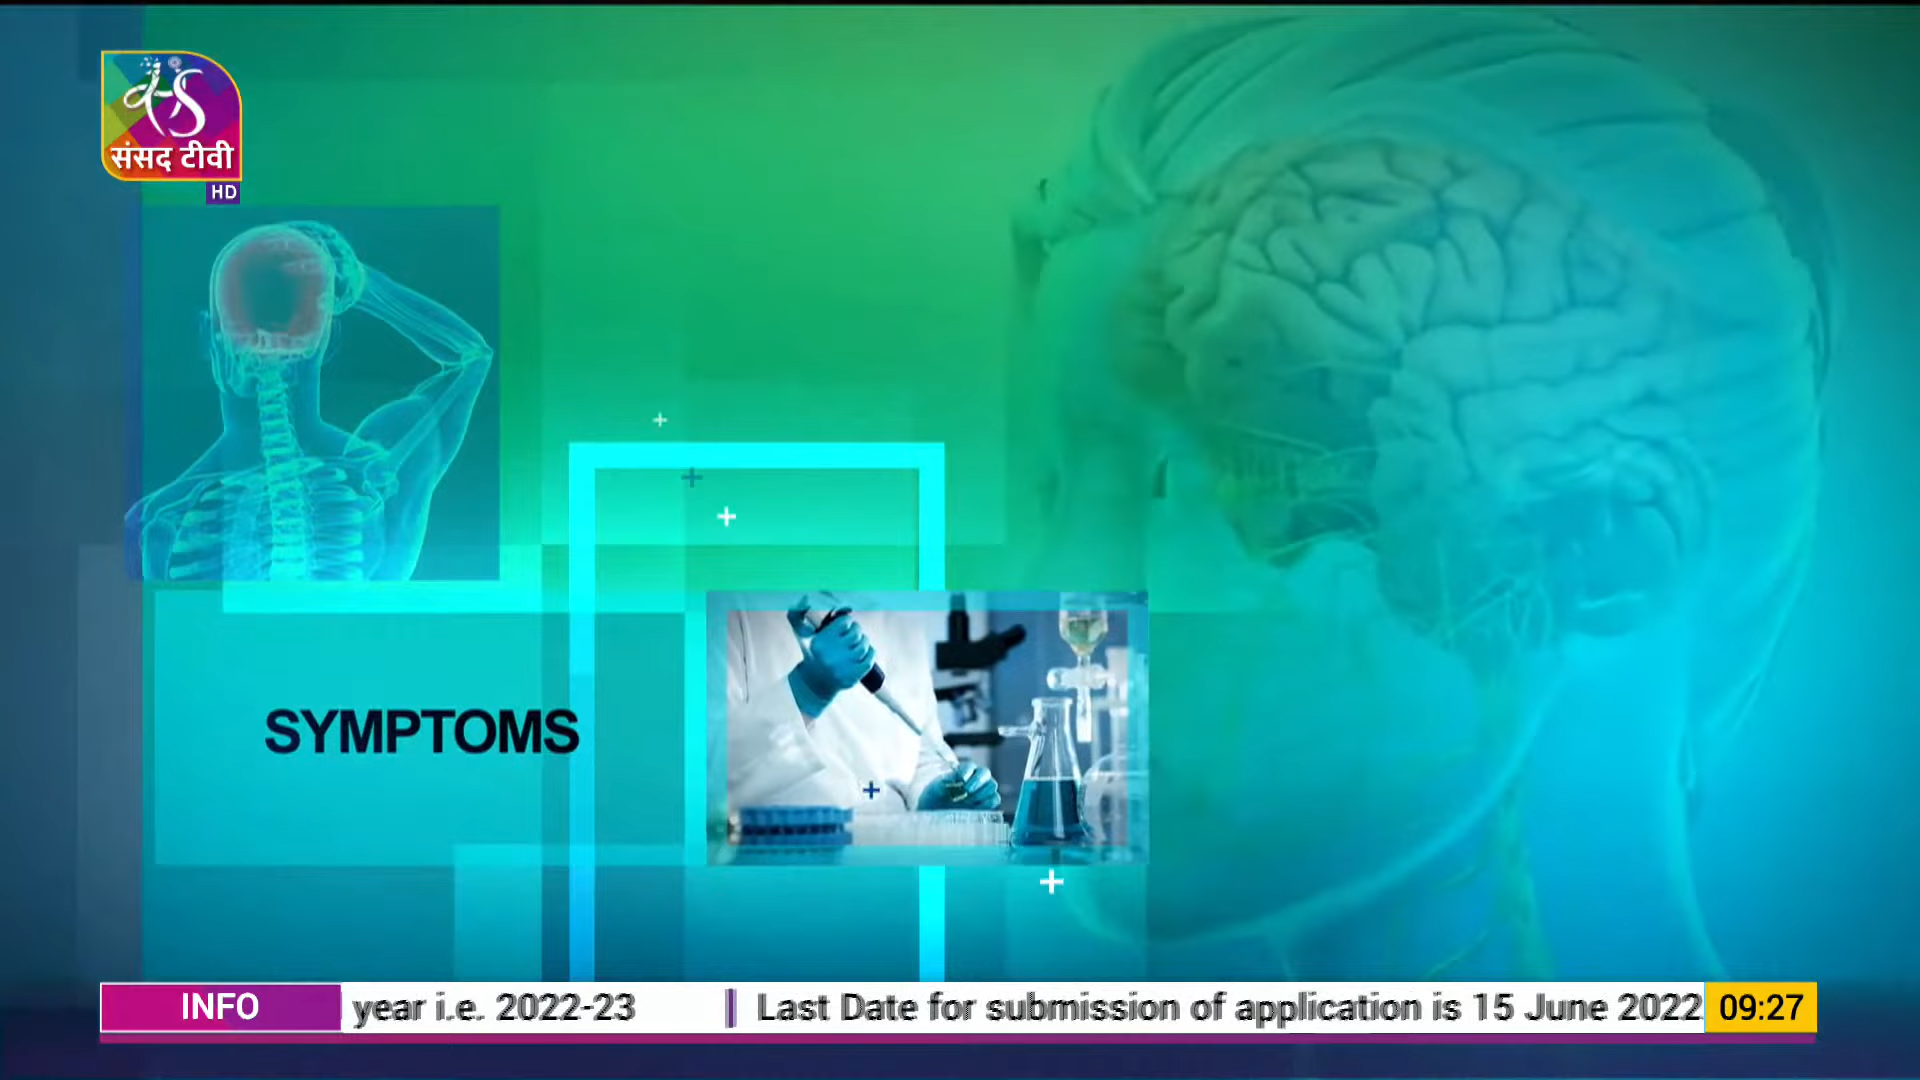 संसद टीवी
HD
SYMPTOMS
INFO
year i.e. 2022-23
Last Date for submission of application is 15 June 2022
09:27